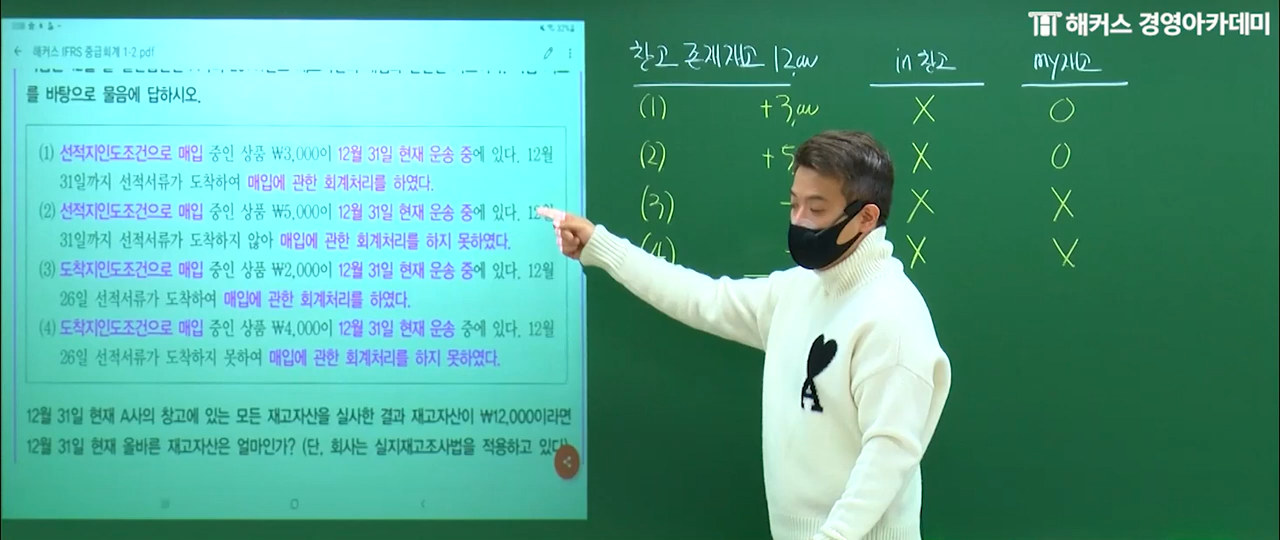 해커스 경영아카데미
해커스 IFRS 중급회계 1-2.pdf
를 바탕으로 물음에 답하시오.
(1) 선적지인도조건으로 매입 중인 상품 ₩3,000이 12월 31일 현재 운송 중에 있다. 12월
31일까지 선적서류가 도착하여 매입에 관한 회계처리를 하였다.
(2) 선적지인도조건으로 매입 중인 상품 ₩5,000이 12월 31일 현재 운송 중에 있다. 12월
31일까지 선적서류가 도착하지 않아 매입에 관한 회계처리를 하지 못하였다.
(3) 도착지인도조건으로 매입 중인 상품 ₩2,000이 12월 31일 현재 운송 중에 있다. 12월
26일 선적서류가 도착하여 매입에 관한 회계처리를 하였다.
(4) 도착지인도조건으로 매입 중인 상품 ₩4,000이 12월 31일 현재 운송 중에 있다. 12월
26일 선적서류가 도착하지 못하여 매입에 관한 회계처리를 하지 못하였다.
12월 31일 현재 A사의 창고에 있는 모든 재고자산을 실사한 결과 재고자산이 ₩12,000이라면
12월 31일 현재 올바른 재고자산은 얼마인가? (단, 회사는 실지재고조사법을 적용하고 있다)
창고 존재재고 12,000 in 창고 my재고
(1) +3,000 X O
(2) +5 X O
(3) - X X
(4) X X
A